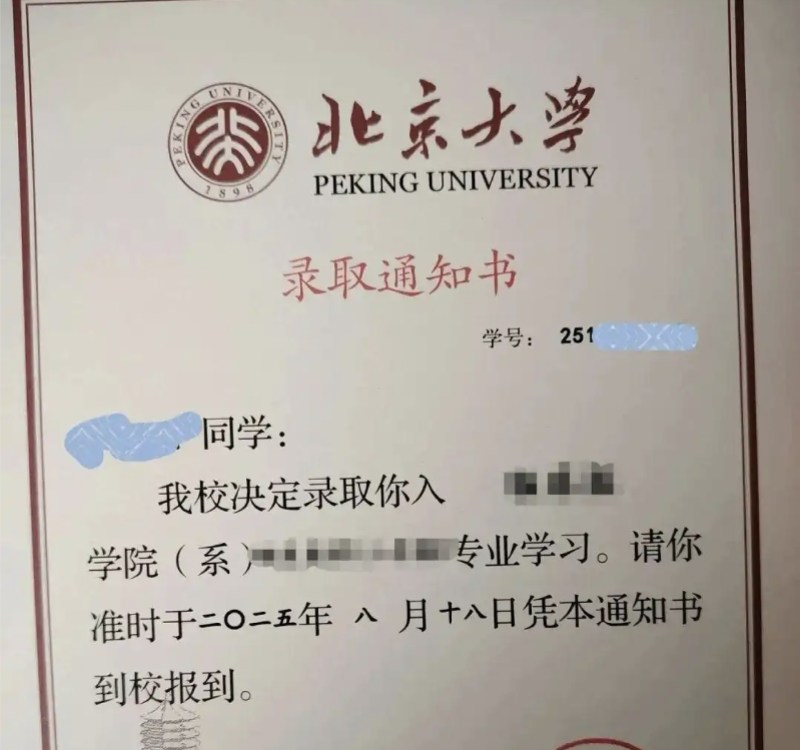 PEKING UNIVERSITY
1898
北京大学
PEKING UNIVERSITY
录取通知书
学号: 251
同学:
我校决定录取你入
学院(系)专业学习。请你
准时于二〇二五年 八 月十八日凭本通知书
到校报到。